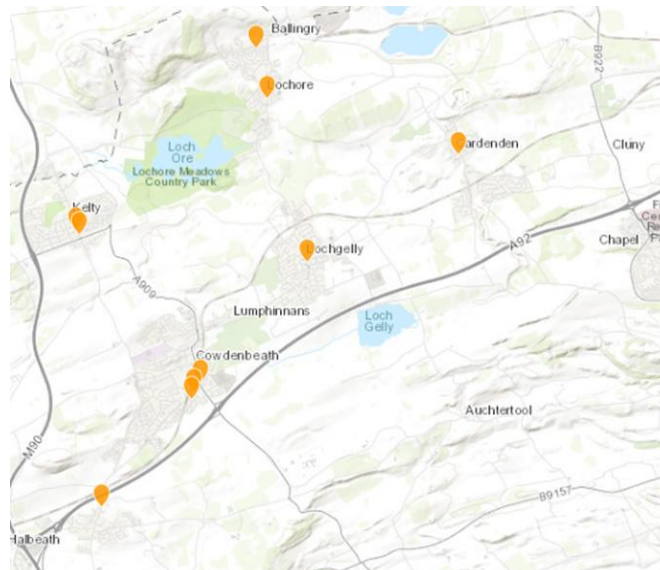 Ballingry
B922
Lochore
Cardenden
Cluny
Loch
Ore
Lochore Meadows
Country Park
Kelty
A92
Chapel
Lochgelly
A909
Lumphinnans
Loch
Gelly
Cowdenbeath
Auchtertool
M90
B9157
Halbeath